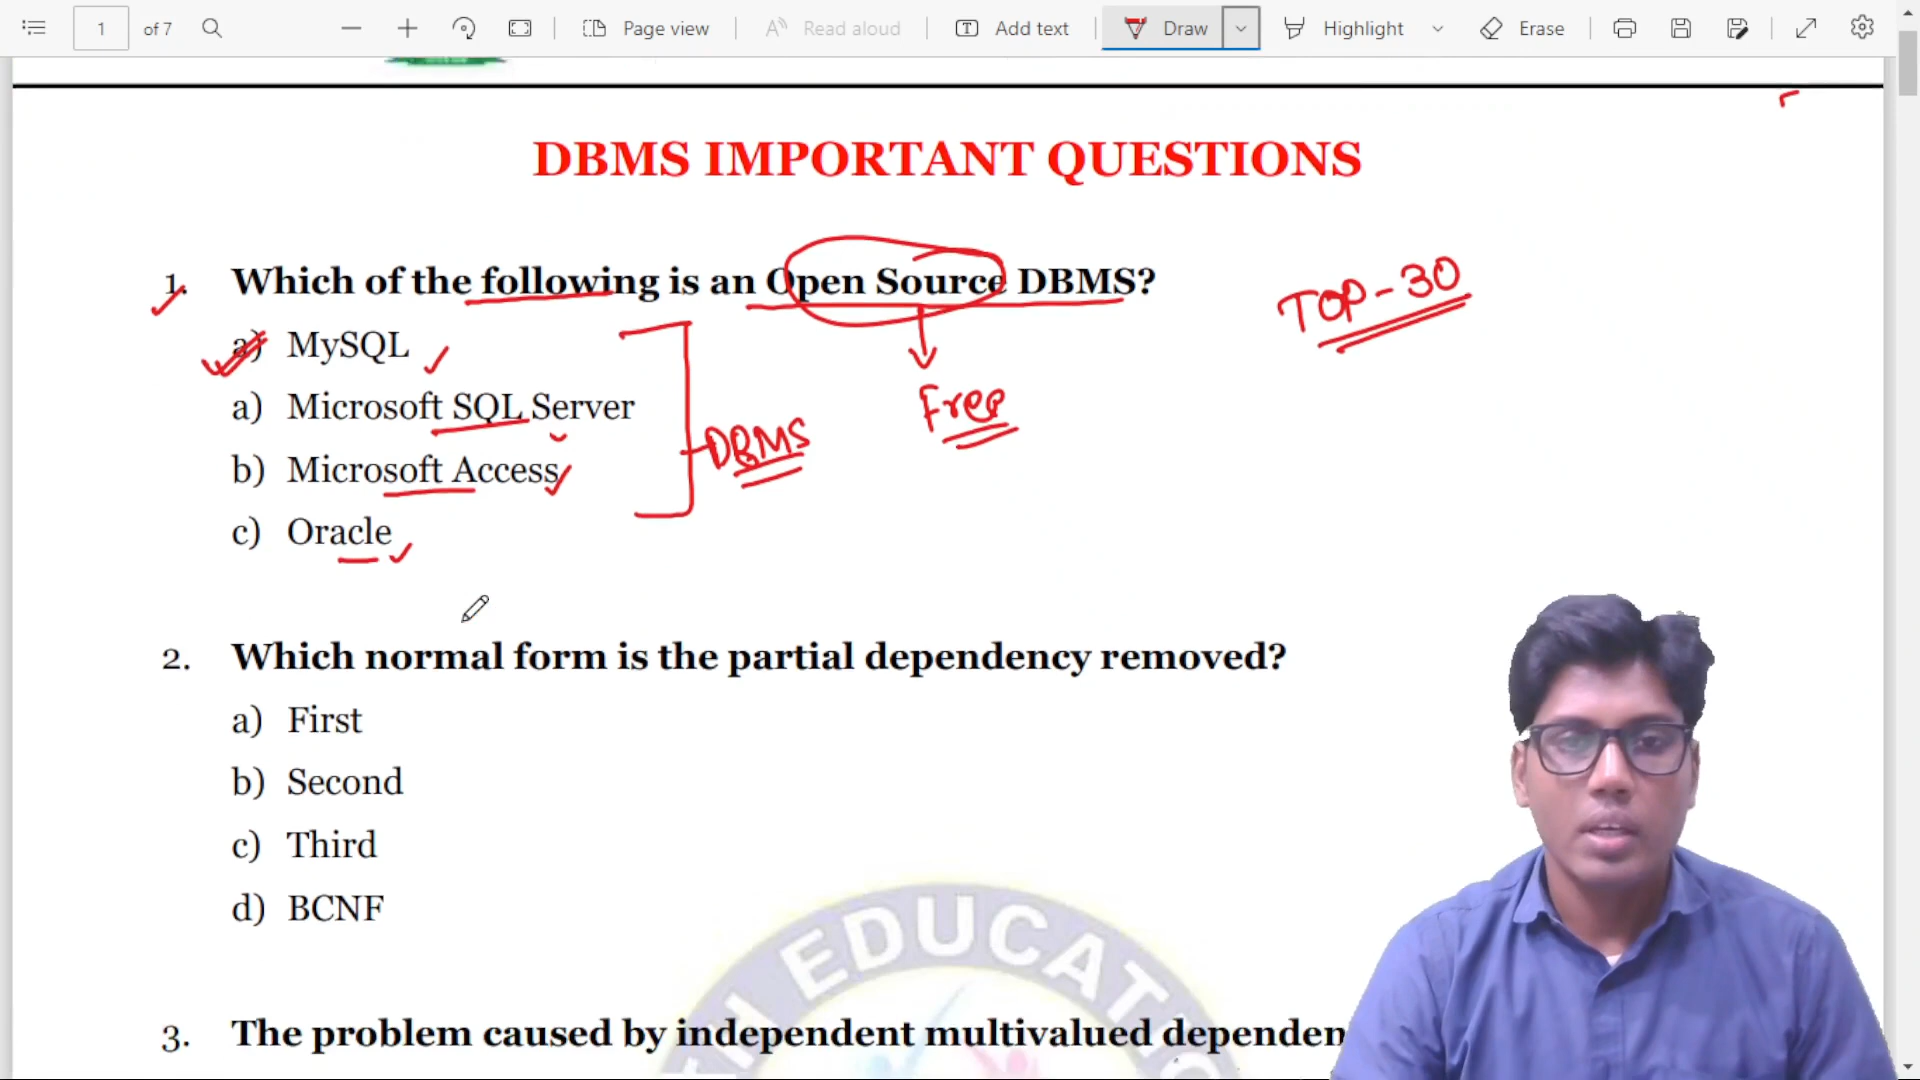 1 of 7 Page view Read aloud Add text Draw Highlight Erase
DBMS IMPORTANT QUESTIONS
1. Which of the following is an Open Source DBMS?
TOP-30
a) MySQL
a) Microsoft SQL Server
Free
DBMS
b) Microsoft Access
c) Oracle
2. Which normal form is the partial dependency removed?
a) First
b) Second
c) Third
d) BCNF
EDUCAT
3. The problem caused by independent multivalued dependen